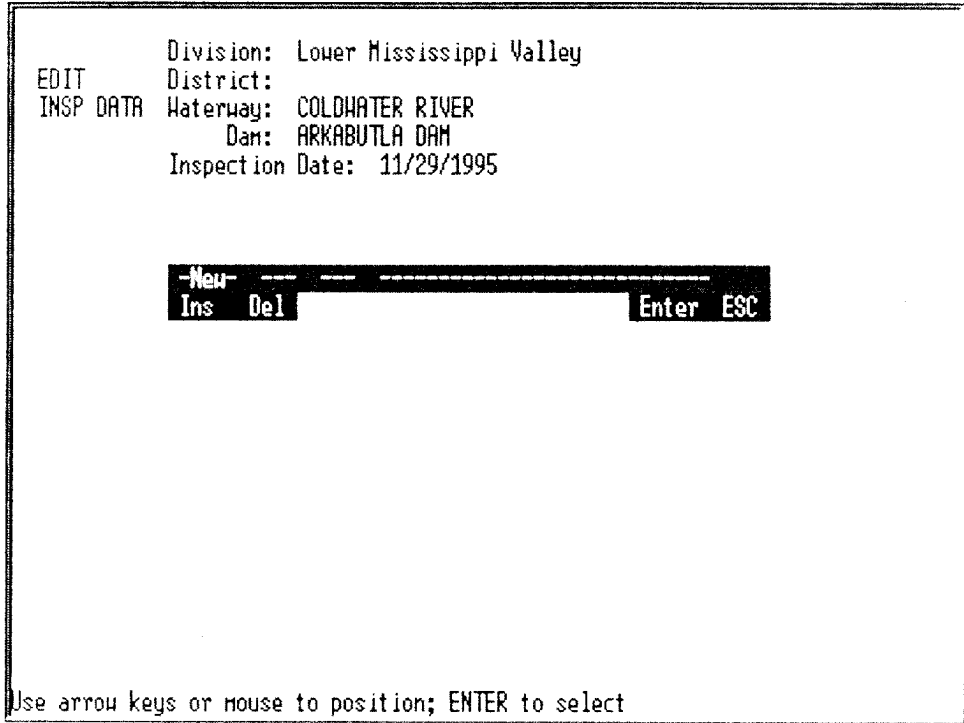 Division: Lower Mississippi Valley
EDIT District:
INSP DATA Waterway: COLDWATER RIVER
Dam: ARKABUTLA DAM
Inspection Date: 11/29/1995
-New- --- --- ----------------------------
Ins Del Enter ESC
Use arrow keys or mouse to position; ENTER to select